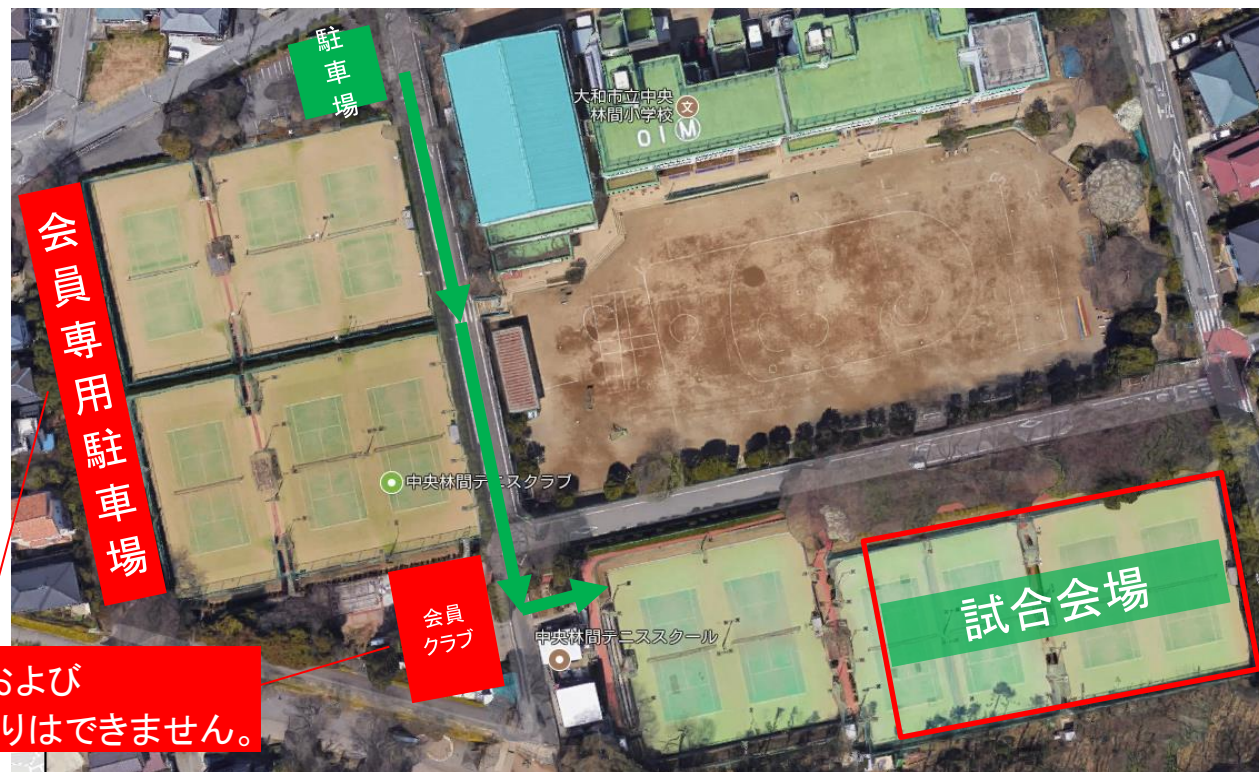 駐車場
大和市立中央
林間小学校
文
01M
会員専用駐車場
中央林間テニスクラブ
会員
クラブ
試合会場
中央林間テニススクール
および
りはできません。